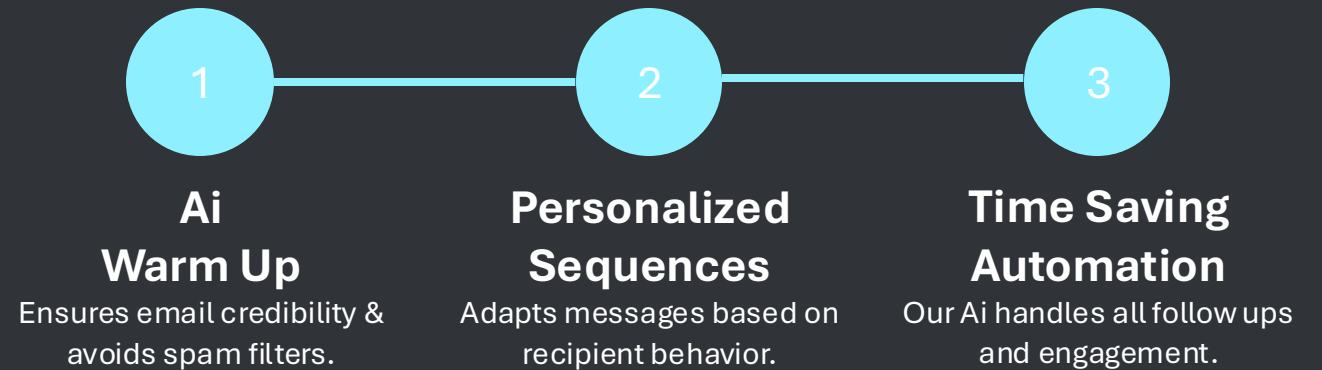 1
2
3
Ai
Warm Up
Ensures email credibility &
avoids spam filters.
Personalized
Sequences
Adapts messages based on
recipient behavior.
Time Saving
Automation
Our Ai handles all follow ups
and engagement.